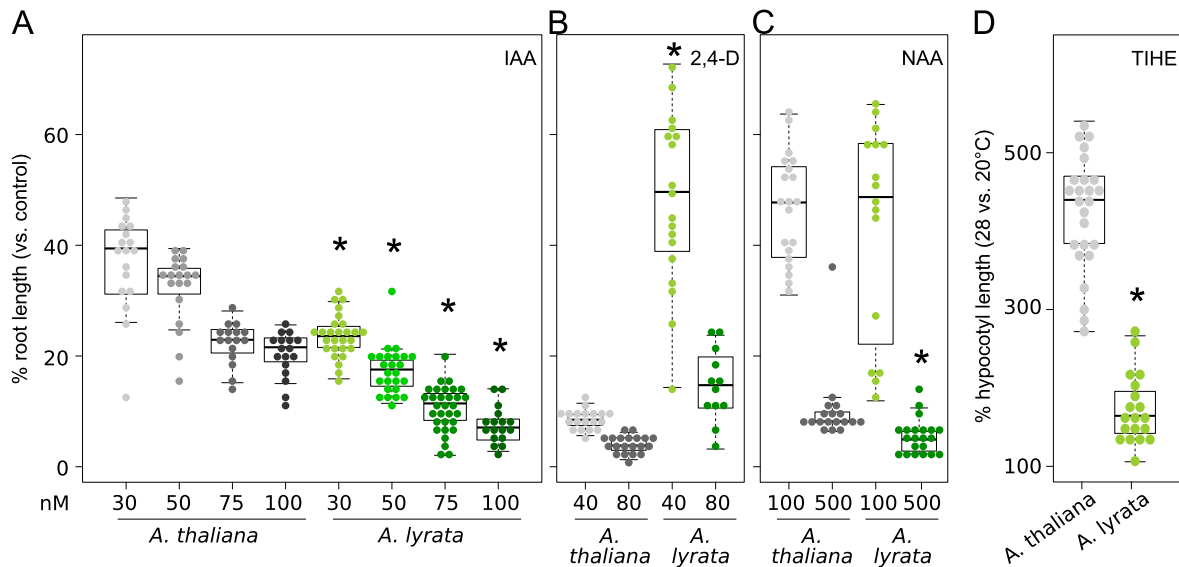 A
B
C
D
IAA
2,4-D
NAA
TIHE
% root length (vs. control)
60
40
20
0
*
*
*
*
*
*
% hypocotyl length (28 vs. 20°C)
500
300
100
*
nM
30 50 75 100 30 50 75 100
A. thaliana A. lyrata
40 80 40 80
A. thaliana
A. lyrata
100 500 100 500
A. thaliana
A. lyrata
A. thaliana
A. lyrata